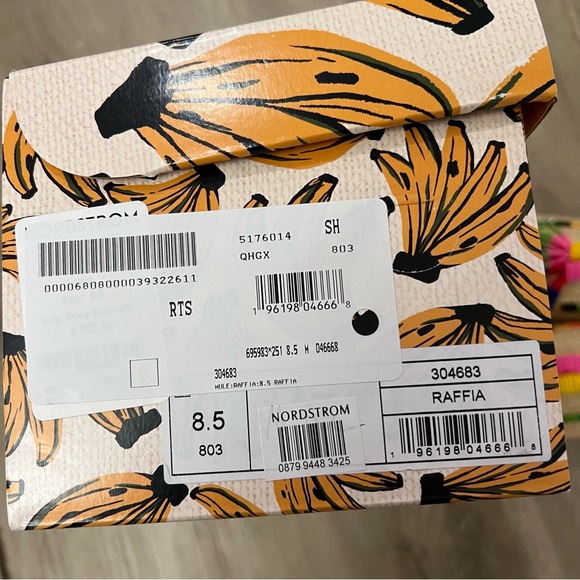 NORDSTROM
5176014 SH
QHGX 803
00006808000039322611
RTS
1 96198 04666 8
695983*251 8.5 M 046668
304683
MULE:RAFFIA:8.5 RAFFIA
8.5
803
NORDSTROM
0879 9448 3425
304683
RAFFIA
1 96198 04666 8